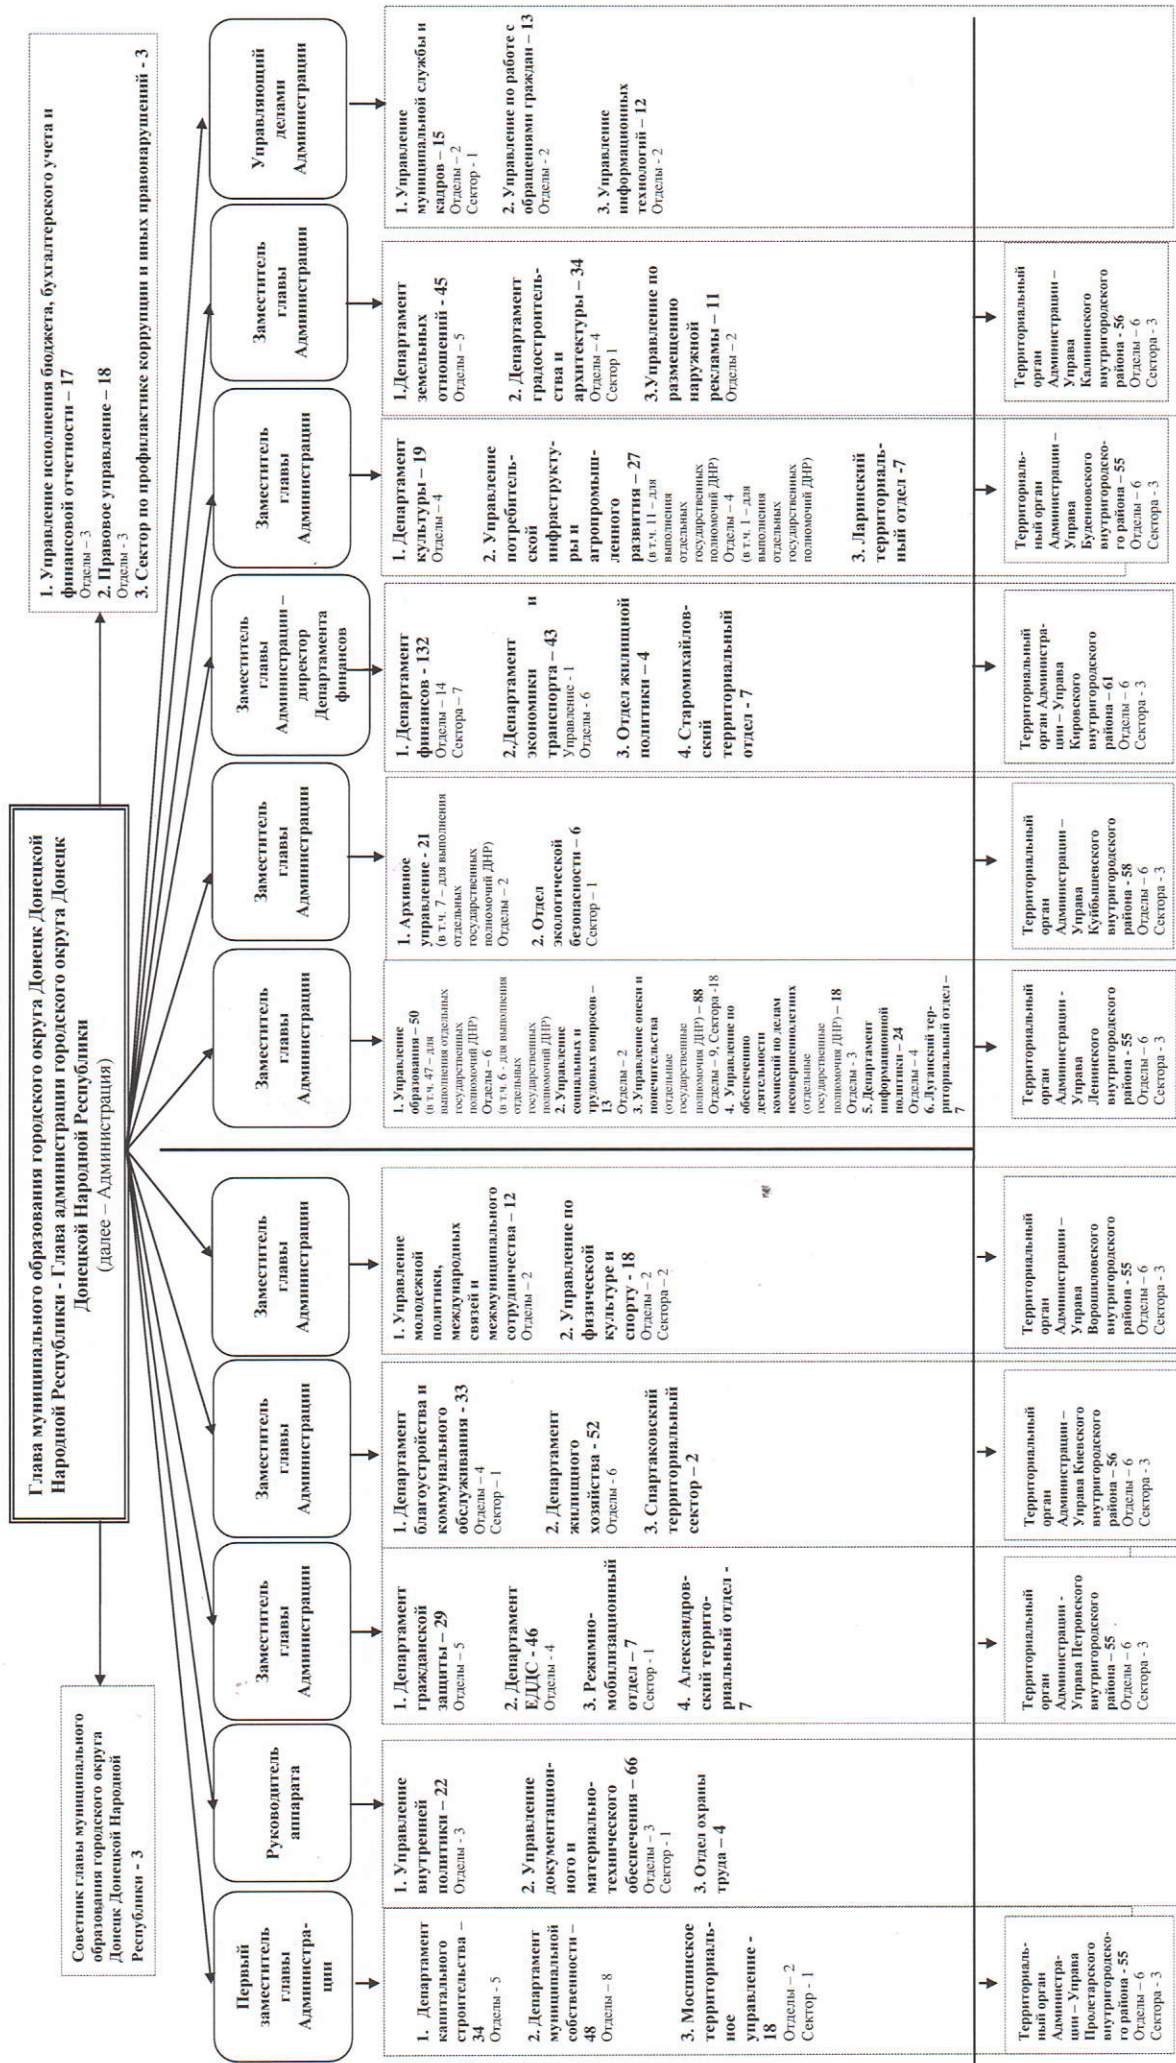 Глава муниципального образования городского округа Донецк Донецкой
Народной Республики - Глава администрации городского округа Донецк
Донецкой Народной Республики
(далее – Администрация)
Советник главы муниципального
образования городского округа
Донецк Донецкой Народной
Республики - 3
1. Управление исполнения бюджета, бухгалтерского учета и
финансовой отчетности – 17
Отделы – 3
2. Правовое управление – 18
Отделы - 3
3. Сектор по профилактике коррупции и иных правонарушений - 3
Первый
заместитель
главы
Администра-
ции
Руководитель
аппарата
Заместитель
главы
Администрации
Заместитель
главы
Администрации
Заместитель
главы
Администрации
Заместитель
главы
Администрации
Заместитель
главы
Администрации
Заместитель
главы
Администрации –
директор
Департамента
финансов
Заместитель
главы
Администрации
Заместитель
главы
Администрации
Управляющий
делами
Администрации
1. Департамент
капитального
строительства –
34
Отделы - 5
2. Департамент
муниципальной
собственности –
48
Отделы – 8
3. Моспинское
территориаль-
ное
управление -
18
Отделы – 2
Сектор - 1
1. Управление
внутренней
политики – 22
Отделы - 3
2. Управление
документацион-
ного и
материально-
технического
обеспечения – 66
Отделы – 3
Сектор - 1
3. Отдел охраны
труда – 4
1. Департамент
гражданской
защиты – 29
Отделы – 5
2. Департамент
ЕДДС - 46
Отделы - 4
3. Режимно-
мобилизационный
отдел – 7
Сектор - 1
4. Александров-
ский террито-
риальный отдел -
7
1. Департамент
благоустройства и
коммунального
обслуживания - 33
Отделы – 4
Сектор – 1
2. Департамент
жилищного
хозяйства - 52
Отделы - 6
3. Спартаковский
территориальный
сектор – 2
1. Управление
молодежной
политики,
международных
связей и
межмуниципального
сотрудничества – 12
Отделы – 2
2. Управление по
физической
культуре и
спорту - 18
Отделы – 2
Сектора – 2
1. Управление
образования – 50
(в т.ч. 47 – для
выполнения отдельных
государственных
полномочий ДНР)
Отделы – 6
(в т.ч. 6 - для выполнения
отдельных
государственных
полномочий ДНР)
2. Управление
социальных и
трудовых вопросов –
13
Отделы – 2
3. Управление опеки и
попечительства
(отдельные
государственные
полномочия ДНР) – 88
Отделы – 9, Сектора -18
4. Управление по
обеспечению
деятельности
комиссий по делам
несовершеннолетних
(отдельные
государственные
полномочия ДНР) – 18
Отделы - 3
5. Департамент
информационной
политики – 24
Отделы – 4
6. Луганский тер-
риториальный отдел –
7
1. Архивное
управление - 21
(в т.ч. 7 – для выполнения
отдельных
государственных
полномочий ДНР)
Отделы – 2
2. Отдел
экологической
безопасности – 6
Сектор – 1
1. Департамент
финансов - 132
Отделы – 14
Сектора – 7
2.Департамент
экономики и
транспорта – 43
Управление - 1
Отделы - 6
3. Отдел жилищной
политики – 4
4. Старомихайлов-
ский
территориальный
отдел - 7
1. Департамент
культуры – 19
Отделы – 4
2. Управление
потребитель-
ской
инфраструкту-
ры и
агропромыш-
ленного
развития – 27
(в т.ч. 11 – для
выполнения
отдельных
государственных
полномочий ДНР)
Отделы – 4
(в т.ч. 1 – для
выполнения
отдельных
государственных
полномочий ДНР)
3. Ларинский
территориаль-
ный отдел -7
1.Департамент
земельных
отношений - 45
Отделы – 5
2. Департамент
градостроитель-
ства и
архитектуры – 34
Отделы – 4
Сектор 1
3.Управление по
размещению
наружной
рекламы – 11
Отделы – 2
1. Управление
муниципальной службы и
кадров – 15
Отделы – 2
Сектор - 1
2. Управление по работе с
обращениями граждан – 13
Отделы - 2
3. Управление
информационных
технологий – 12
Отделы - 2
Территориаль-
ный орган
Администра-
ции – Управа
Пролетарского
внутригородско-
го района - 55
Отделы – 6
Сектора - 3
Территориальный
орган
Администрации -
Управа Петровского
внутригородского
района – 55
Отделы – 6
Сектора - 3
Территориальный
орган
Администрации –
Управа Киевского
внутригородского
района – 56
Отделы – 6
Сектора - 3
Территориальный
орган
Администрации –
Управа
Ворошиловского
внутригородского
района - 55
Отделы – 6
Сектора - 3
Территориальный
орган
Администрации -
Управа
Ленинского
внутригородского
района - 55
Отделы – 6
Сектора - 3
Территориальный
орган
Администрации –
Управа
Куйбышевского
внутригородского
района - 58
Отделы – 6
Сектора - 3
Территориальный
орган Администра-
ции – Управа
Кировского
внутригородского
района – 61
Отделы – 6
Сектора - 3
Территориаль-
ный орган
Администрации –
Управа
Буденновского
внутригородско-
го района – 55
Отделы – 6
Сектора - 3
Территориальный
орган
Администрации –
Управа
Калининского
внутригородского
района - 56
Отделы – 6
Сектора - 3